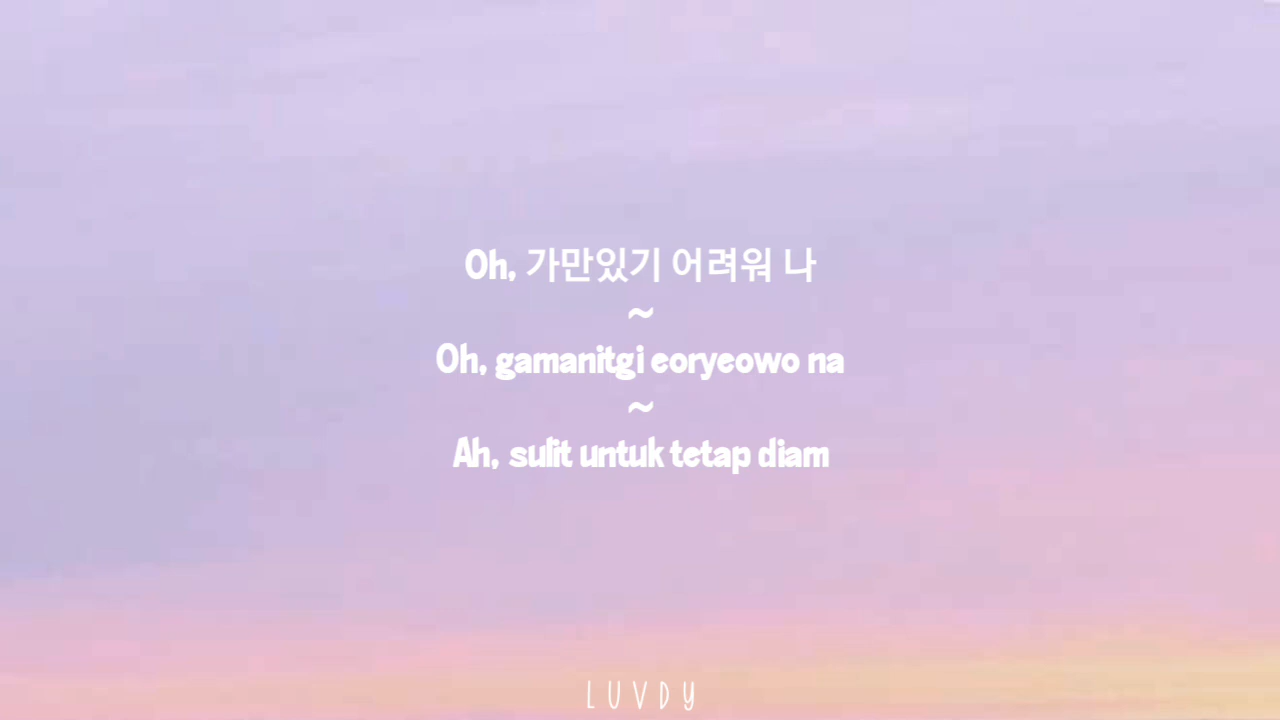 Oh, 가만있기 어려워 나
~
Oh, gamanitgi eoryeowo na
~
Ah, sulit untuk tetap diam
LUVDY